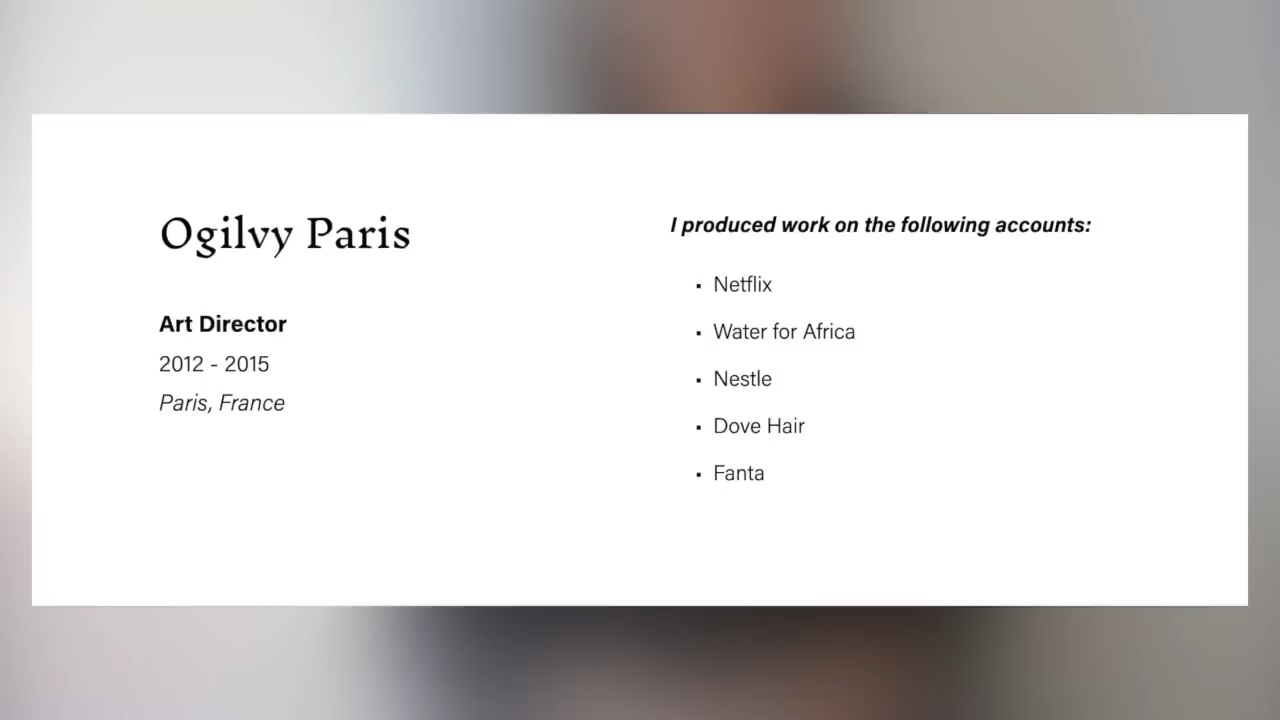 Ogilvy Paris
Art Director
2012 - 2015
Paris, France
I produced work on the following accounts:
▪ Netflix
▪ Water for Africa
▪ Nestle
▪ Dove Hair
▪ Fanta